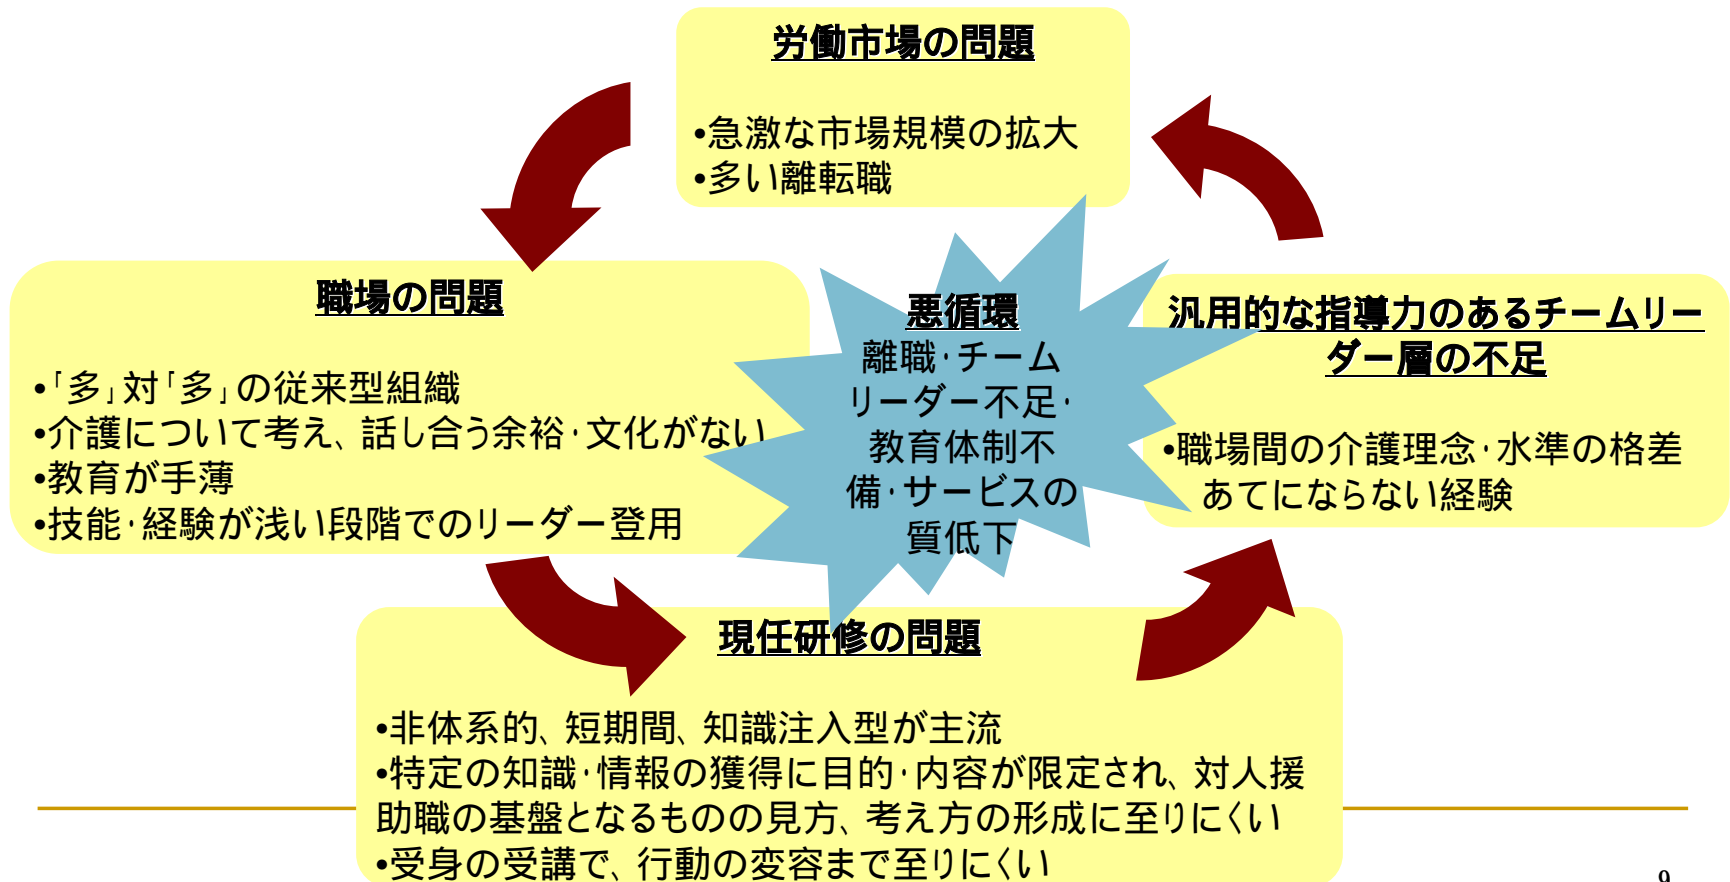 労働市場の問題
•急激な市場規模の拡大
•多い離転職
職場の問題
•「多」対「多」の従来型組織
•介護について考え、話し合う余裕・文化がない
•教育が手薄
•技能・経験が浅い段階でのリーダー登用
悪循環
離職・チーム
リーダー不足・
教育体制不
備・サービスの
質低下
汎用的な指導力のあるチームリー
ダー層の不足
•職場間の介護理念・水準の格差
あてにならない経験
現任研修の問題
•非体系的、短期間、知識注入型が主流
•特定の知識・情報の獲得に目的・内容が限定され、対人援
助職の基盤となるものの見方、考え方の形成に至りにくい
•受身の受講で、行動の変容まで至りにくい
9